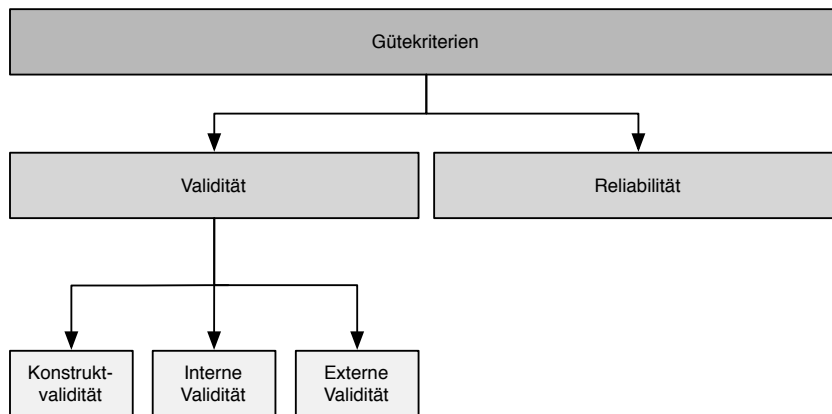 Gütekriterien
Validität
Reliabilität
Konstrukt-
validität
Interne
Validität
Externe
Validität